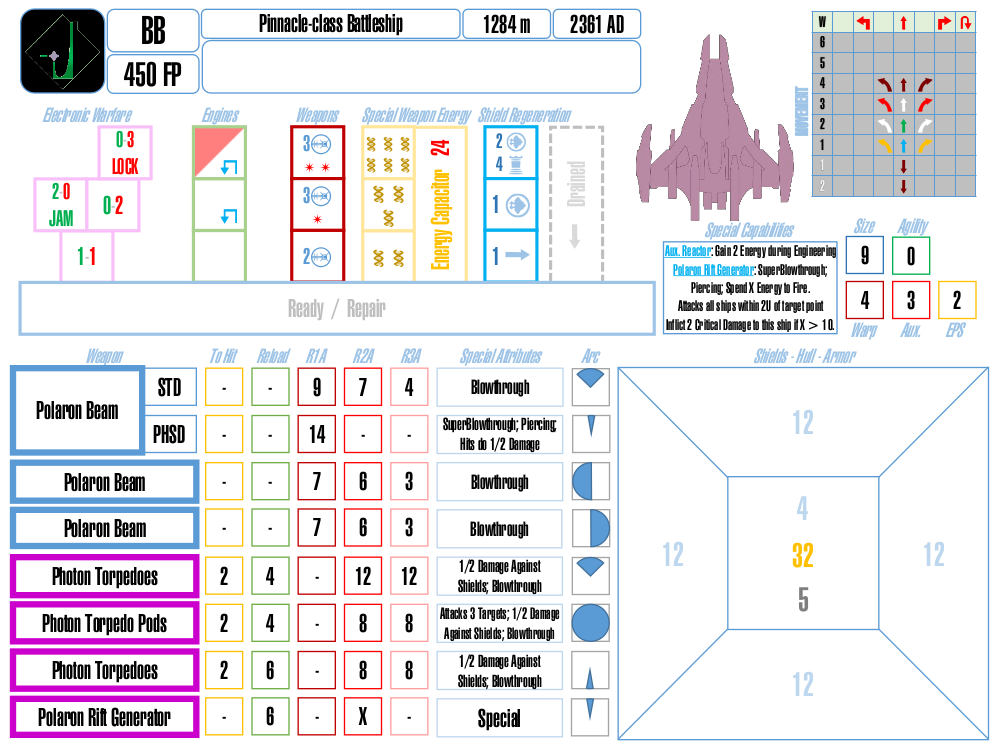 BB
Pinnacle-class Battleship
1284 m
2361 AD
450 FP
W
6
5
4
3
2
1
1
2
MOVEMENT
Electronic Warfare
Engines
Weapons
Special Weapon Energy
Shield Regeneration
0-3
LOCK
2-0
JAM
0-2
1-1
3
3
2
24
Energy Capacitor
2
4
1
1
Drained
Ready / Repair
Special Capabilities
Aux. Reactor: Gain 2 Energy during Engineering
Polaron Rift Generator: SuperBlowthrough;
Piercing; Spend X Energy to Fire.
Attacks all ships within 2U of target point
Inflict 2 Critical Damage to this ship if X > 10.
Size
Agility
9
0
4
3
2
Warp
Aux.
EPS
Weapon
To Hit
Reload
R1A
R2A
R3A
Special Attributes
Arc
Shields - Hull - Armor
Polaron Beam
STD
-
-
9
7
4
Blowthrough
PHSD
-
-
14
-
-
SuperBlowthrough; Piercing;
Hits do 1/2 Damage
Polaron Beam
-
-
7
6
3
Blowthrough
Polaron Beam
-
-
7
6
3
Blowthrough
Photon Torpedoes
2
4
-
12
12
1/2 Damage Against
Shields; Blowthrough
Photon Torpedo Pods
2
4
-
8
8
Attacks 3 Targets; 1/2 Damage
Against Shields; Blowthrough
Photon Torpedoes
2
6
-
8
8
1/2 Damage Against
Shields; Blowthrough
Polaron Rift Generator
-
6
-
X
-
Special
12
4
12
32
12
5
12